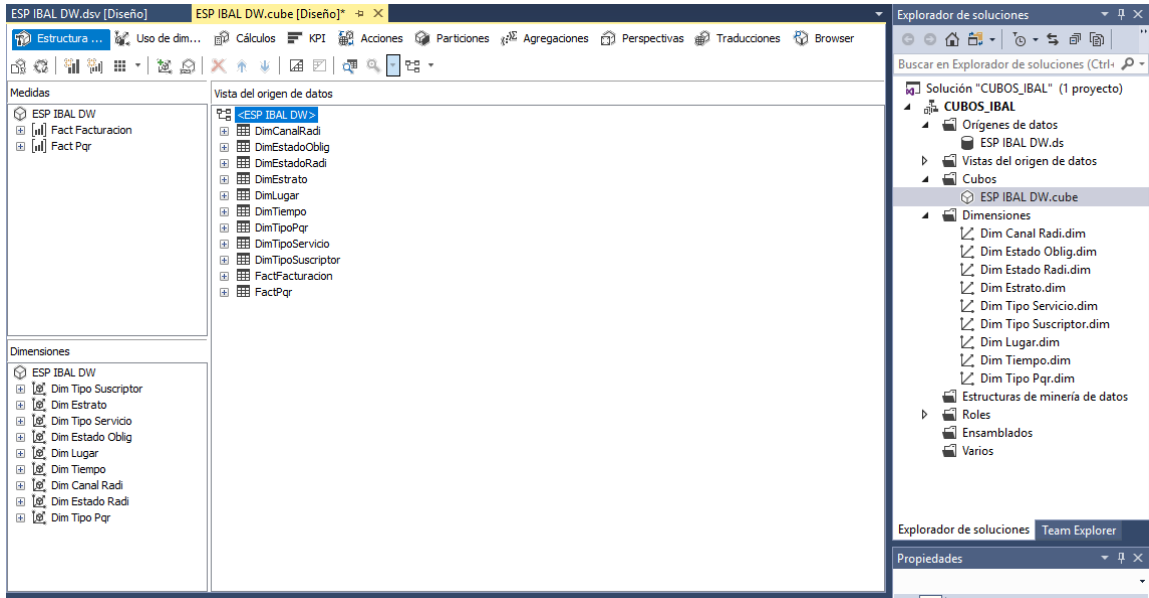 ESP IBAL DW.dsv [Diseño]
ESP IBAL DW.cube [Diseño]*
Estructura ...
Uso de dim...
Cálculos
KPI
Acciones
Particiones
Agregaciones
Perspectivas
Traducciones
Browser
Medidas
ESP IBAL DW
Fact Facturacion
Fact Pqr
Dimensiones
ESP IBAL DW
Dim Tipo Suscriptor
Dim Estrato
Dim Tipo Servicio
Dim Estado Oblig
Dim Lugar
Dim Tiempo
Dim Canal Radi
Dim Estado Radi
Dim Tipo Pqr
Vista del origen de datos
<ESP IBAL DW>
DimCanalRadi
DimEstadoOblig
DimEstadoRadi
DimEstrato
DimLugar
DimTiempo
DimTipoPqr
DimTipoServicio
DimTipoSuscriptor
FactFacturacion
FactPqr
Explorador de soluciones
Buscar en Explorador de soluciones (Ctrl+
Solución "CUBOS_IBAL" (1 proyecto)
CUBOS_IBAL
Orígenes de datos
ESP IBAL DW.ds
Vistas del origen de datos
Cubos
ESP IBAL DW.cube
Dimensiones
Dim Canal Radi.dim
Dim Estado Oblig.dim
Dim Estado Radi.dim
Dim Estrato.dim
Dim Tipo Servicio.dim
Dim Tipo Suscriptor.dim
Dim Lugar.dim
Dim Tiempo.dim
Dim Tipo Pqr.dim
Estructuras de minería de datos
Roles
Ensamblados
Varios
Explorador de soluciones
Team Explorer
Propiedades